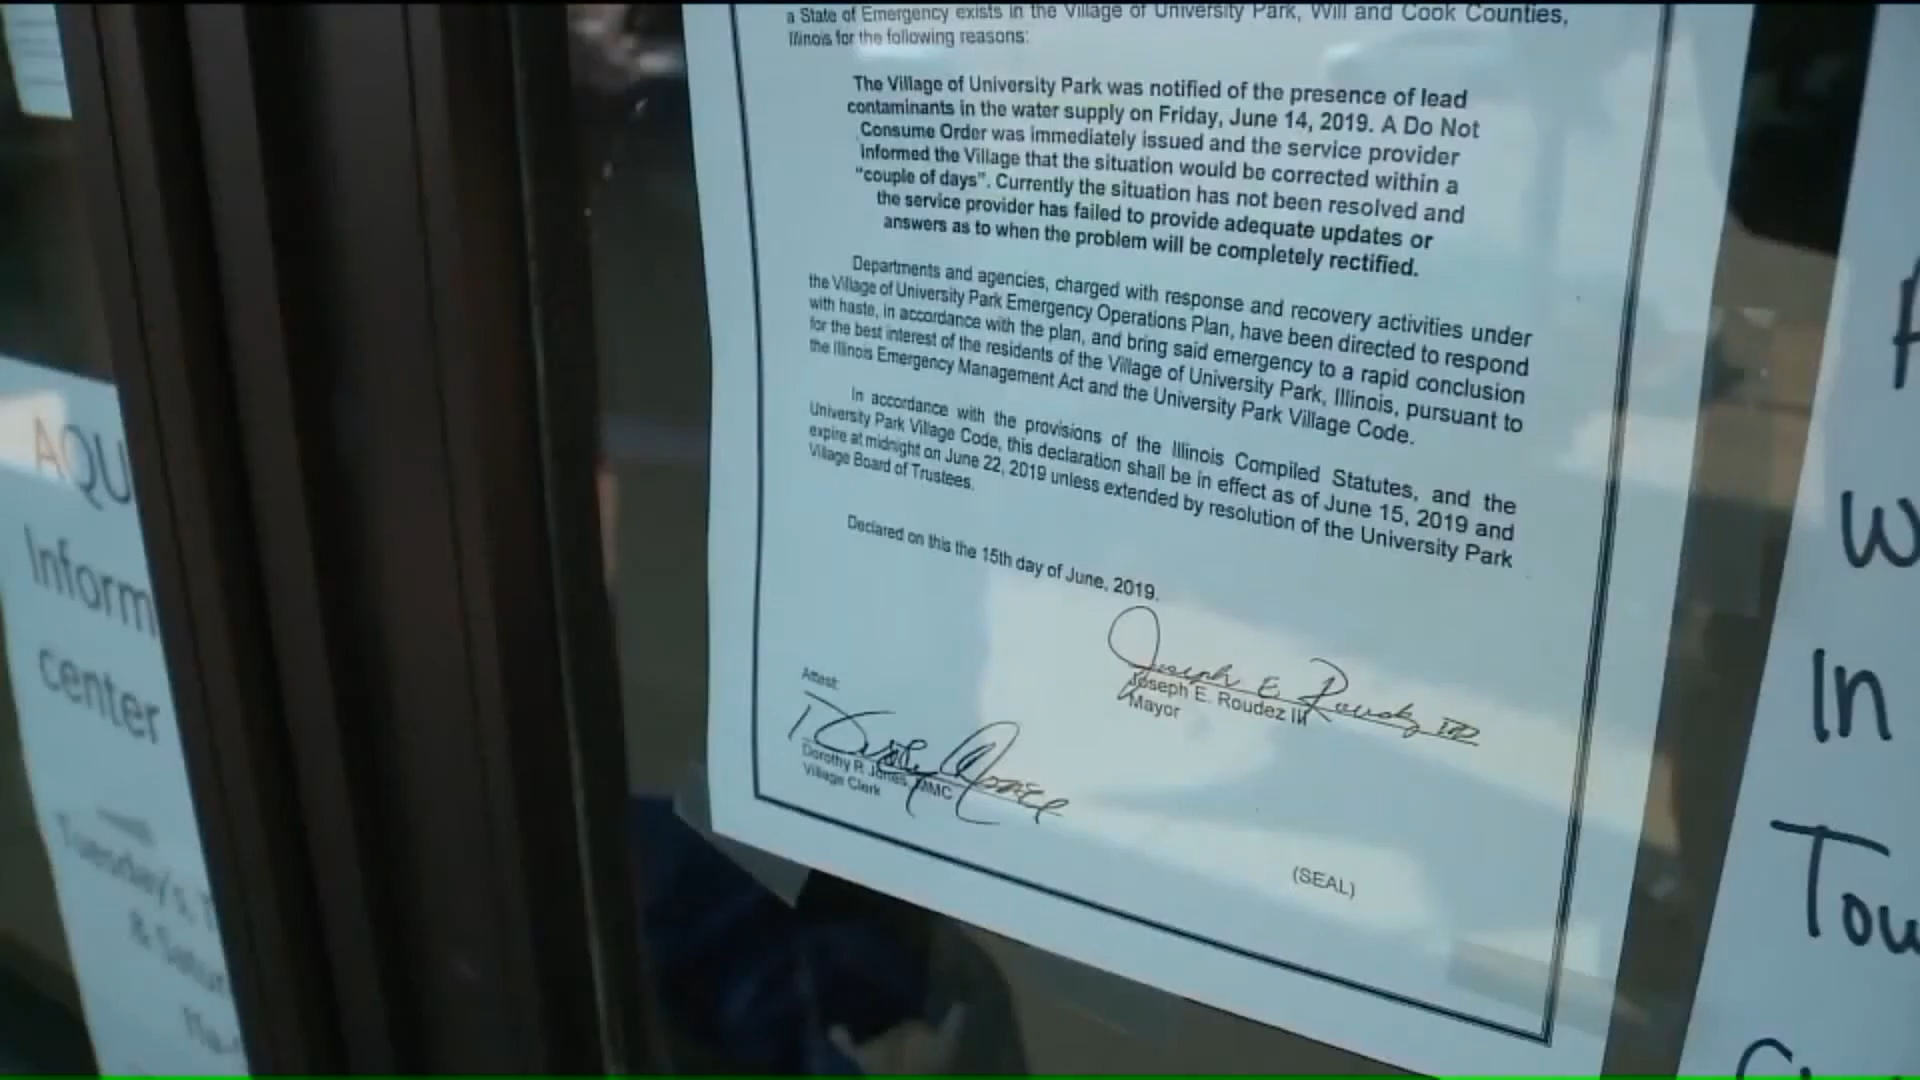 a State of Emergency exists in the Village of University Park, Will and Cook Counties,
Illinois for the following reasons:
The Village of University Park was notified of the presence of lead
contaminants in the water supply on Friday, June 14, 2019. A Do Not
Consume Order was immediately issued and the service provider
informed the Village that the situation would be corrected within a
"couple of days". Currently the situation has not been resolved and
the service provider has failed to provide adequate updates or
answers as to when the problem will be completely rectified.
Departments and agencies, charged with response and recovery activities under
the Village of University Park Emergency Operations Plan, have been directed to respond
with haste, in accordance with the plan, and bring said emergency to a rapid conclusion
for the best interest of the residents of the Village of University Park, Illinois, pursuant to
the Illinois Emergency Management Act and the University Park Village Code.
In accordance with the provisions of the Illinois Compiled Statutes, and the
University Park Village Code, this declaration shall be in effect as of June 15, 2019 and
expire at midnight on June 22, 2019 unless extended by resolution of the University Park
Village Board of Trustees.
Declared on this the 15th day of June, 2019.
Joseph E. Roudez III
Joseph E. Roudez III
Mayor
Attest:
Dorothy R. Jones, MMC
Village Clerk
(SEAL)
AQU
Inform
center
Tuesday's, T
& Satur
W
In
Tow